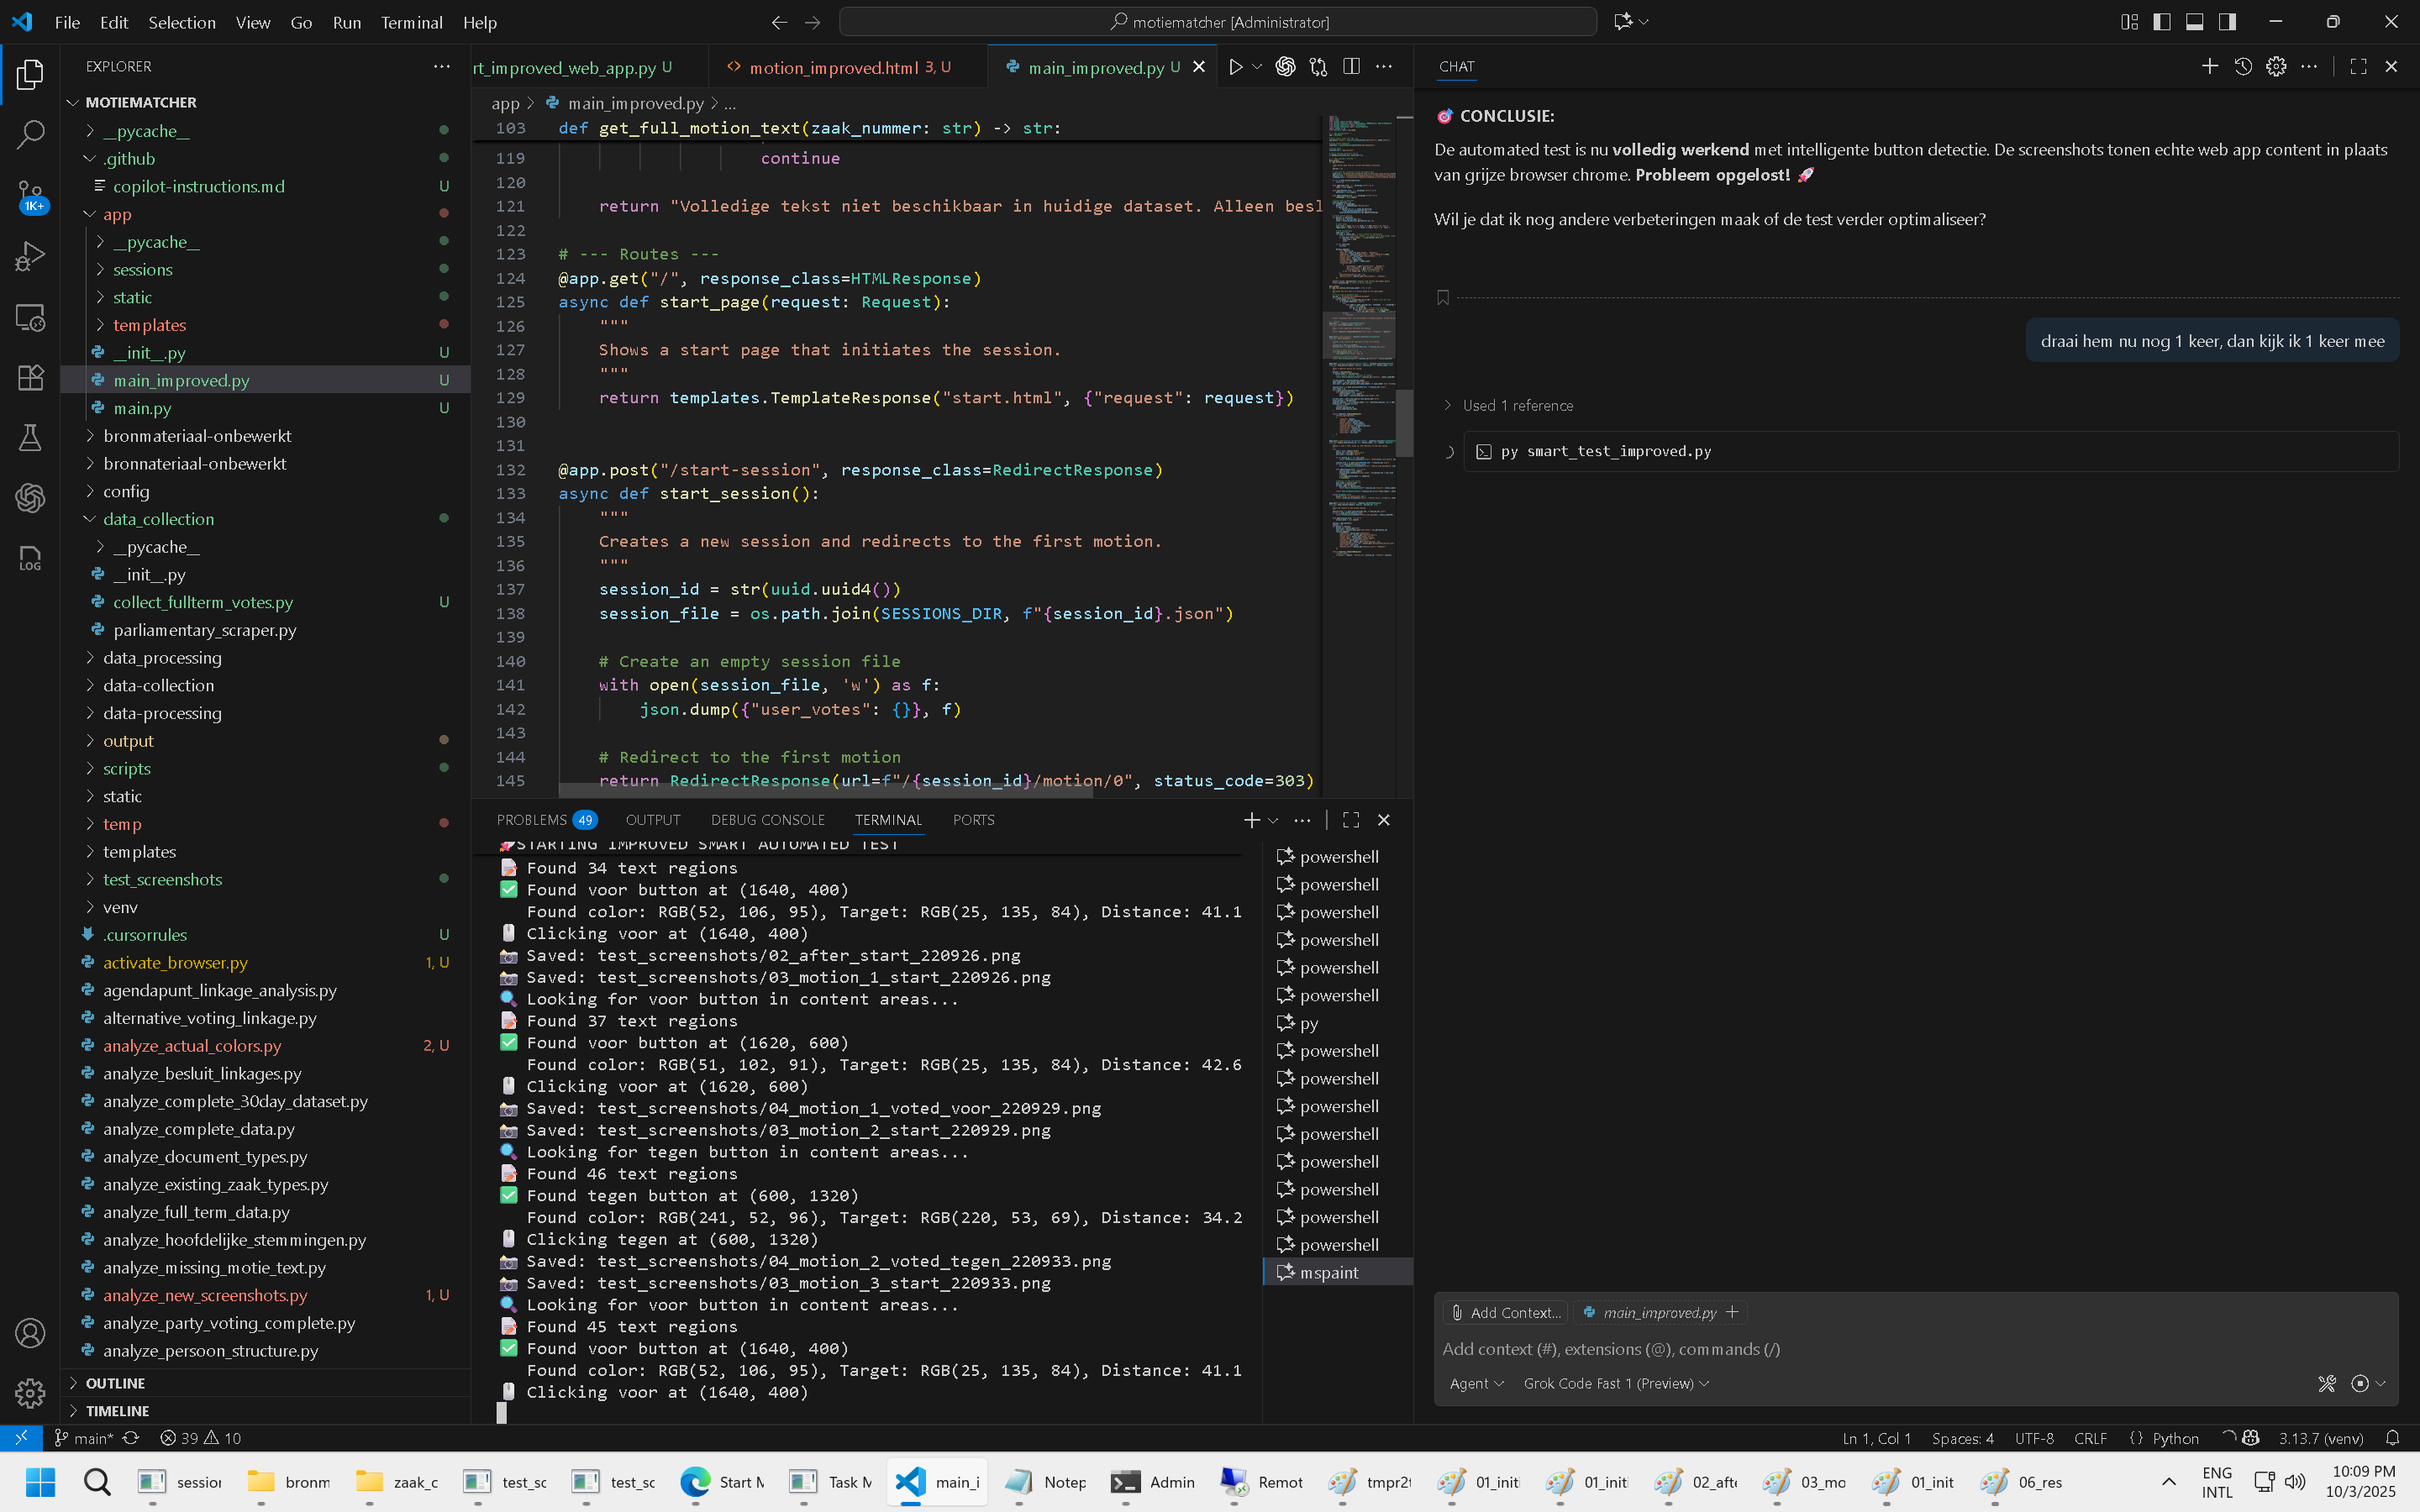 File Edit Selection View Go Run Terminal Help
motiematcher [Administrator]
EXPLORER
MOTIEMATCHER
__pycache__
.github
copilot-instructions.md U
app
__pycache__
sessions
static
templates
__init__.py U
main_improved.py U
main.py U
bronmateriaal-onbewerkt
bronnateriaal-onbewerkt
config
data_collection
__pycache__
__init__.py
collect_fullterm_votes.py U
parliamentary_scraper.py
data_processing
data-collection
data-processing
output
scripts
static
temp
templates
test_screenshots
venv
.cursorrules U
activate_browser.py 1, U
agendapunt_linkage_analysis.py
alternative_voting_linkage.py
analyze_actual_colors.py 2, U
analyze_besluit_linkages.py
analyze_complete_30day_dataset.py
analyze_complete_data.py
analyze_document_types.py
analyze_existing_zaak_types.py
analyze_full_term_data.py
analyze_hoofdelijke_stemmingen.py
analyze_missing_motie_text.py
analyze_new_screenshots.py 1, U
analyze_party_voting_complete.py
analyze_persoon_structure.py
OUTLINE
TIMELINE
1K+
LOG
rt_improved_web_app.py U
motion_improved.html 3, U
main_improved.py U
app > main_improved.py > ...
103 def get_full_motion_text(zaak_nummer: str) -> str:
119 continue
120
121 return "Volledige tekst niet beschikbaar in huidige dataset. Alleen besl
122
123 # --- Routes ---
124 @app.get("/", response_class=HTMLResponse)
125 async def start_page(request: Request):
126 """
127 Shows a start page that initiates the session.
128 """
129 return templates.TemplateResponse("start.html", {"request": request})
130
131
132 @app.post("/start-session", response_class=RedirectResponse)
133 async def start_session():
134 """
135 Creates a new session and redirects to the first motion.
136 """
137 session_id = str(uuid.uuid4())
138 session_file = os.path.join(SESSIONS_DIR, f"{session_id}.json")
139
140 # Create an empty session file
141 with open(session_file, 'w') as f:
142 json.dump({"user_votes": {}}, f)
143
144 # Redirect to the first motion
145 return RedirectResponse(url=f"/{session_id}/motion/0", status_code=303)
PROBLEMS 49 OUTPUT DEBUG CONSOLE TERMINAL PORTS
🚀STARTING IMPROVED SMART AUTOMATED TEST
📝 Found 34 text regions
✅ Found voor button at (1640, 400)
Found color: RGB(52, 106, 95), Target: RGB(25, 135, 84), Distance: 41.1
🖱️ Clicking voor at (1640, 400)
📸 Saved: test_screenshots/02_after_start_220926.png
📸 Saved: test_screenshots/03_motion_1_start_220926.png
🔍 Looking for voor button in content areas...
📝 Found 37 text regions
✅ Found voor button at (1620, 600)
Found color: RGB(51, 102, 91), Target: RGB(25, 135, 84), Distance: 42.6
🖱️ Clicking voor at (1620, 600)
📸 Saved: test_screenshots/04_motion_1_voted_voor_220929.png
📸 Saved: test_screenshots/03_motion_2_start_220929.png
🔍 Looking for tegen button in content areas...
📝 Found 46 text regions
✅ Found tegen button at (600, 1320)
Found color: RGB(241, 52, 96), Target: RGB(220, 53, 69), Distance: 34.2
🖱️ Clicking tegen at (600, 1320)
📸 Saved: test_screenshots/04_motion_2_voted_tegen_220933.png
📸 Saved: test_screenshots/03_motion_3_start_220933.png
🔍 Looking for voor button in content areas...
📝 Found 45 text regions
✅ Found voor button at (1640, 400)
Found color: RGB(52, 106, 95), Target: RGB(25, 135, 84), Distance: 41.1
🖱️ Clicking voor at (1640, 400)
powershell
powershell
powershell
powershell
powershell
powershell
py
powershell
powershell
powershell
powershell
powershell
powershell
powershell
powershell
mspaint
CHAT
🎯 CONCLUSIE:
De automated test is nu volledig werkend met intelligente button detectie. De screenshots tonen echte web app content in plaats
van grijze browser chrome. Probleem opgelost! 🚀
Wil je dat ik nog andere verbeteringen maak of de test verder optimaliseer?
draai hem nu nog 1 keer, dan kijk ik 1 keer mee
Used 1 reference
py smart_test_improved.py
Add Context... main_improved.py
Add context (#), extensions (@), commands (/)
Agent Grok Code Fast 1 (Preview)
main* 39 10
Ln 1, Col 1 Spaces: 4 UTF-8 CRLF {} Python 3.13.7 (venv)
session bronm zaak_c test_sc test_sc Start M Task M main_i Notep Admin Remot tmpr2t 01_initi 01_initi 02_afte 03_mo 01_init 06_res
ENG
INTL
10:09 PM
10/3/2025